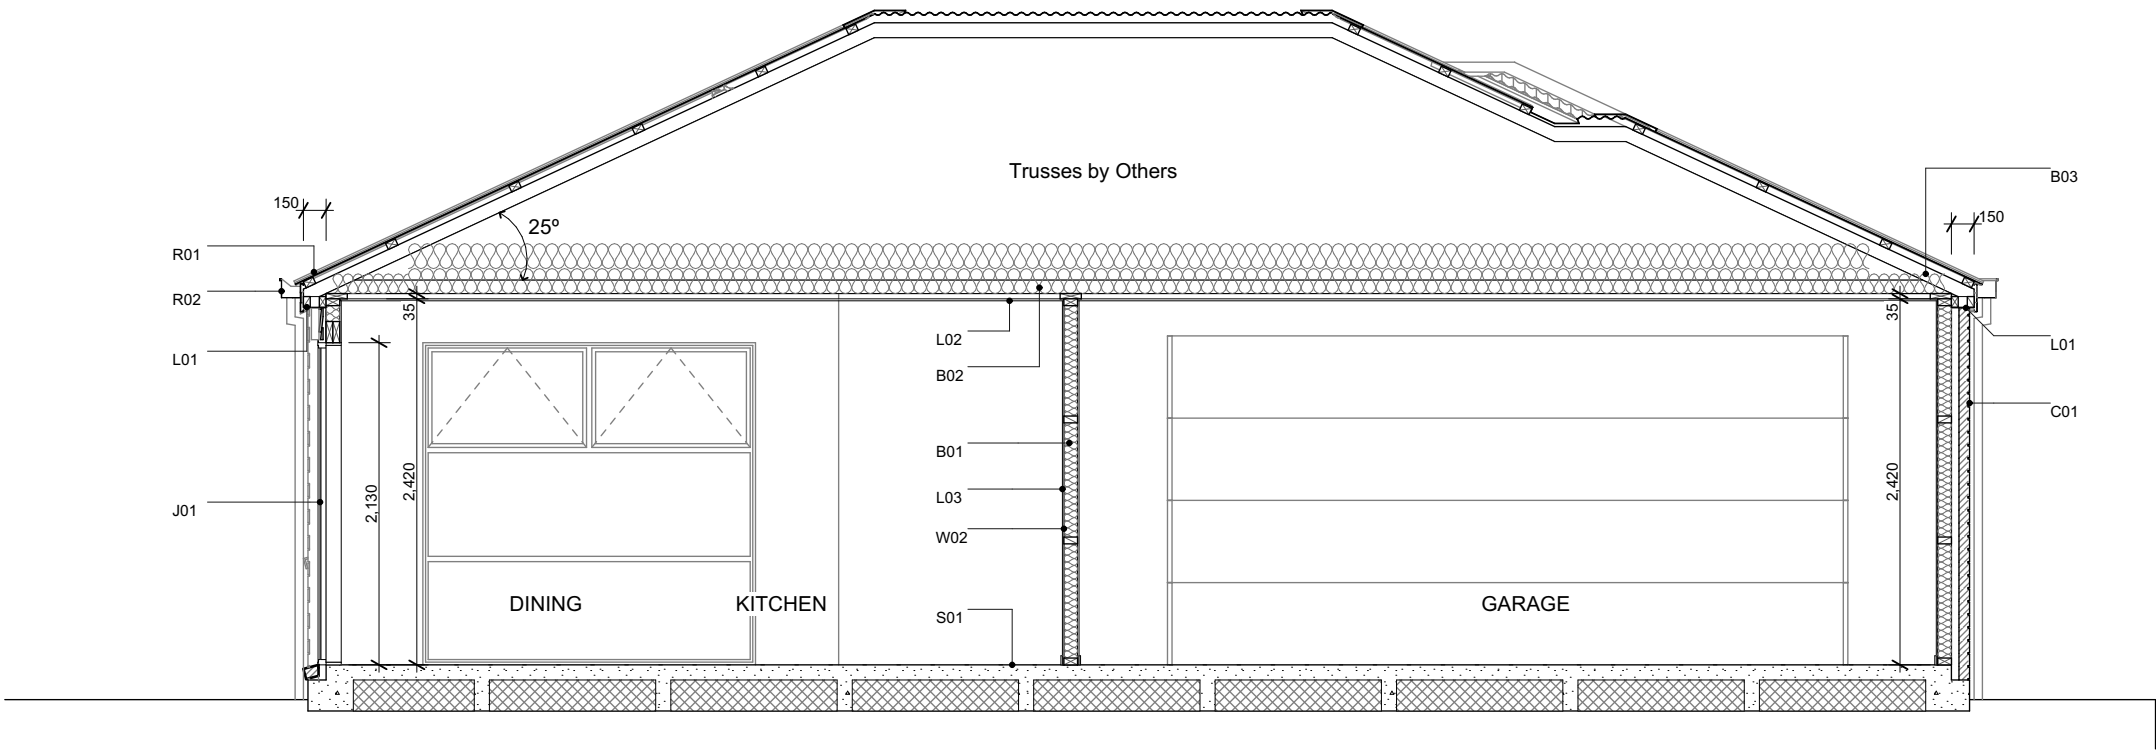 Trusses by Others
B03
150
150
25º
R01
R02
35
35
L01
L02
L01
B02
C01
B01
2,420
2,420
L03
2,130
J01
W02
DINING
KITCHEN
GARAGE
S01